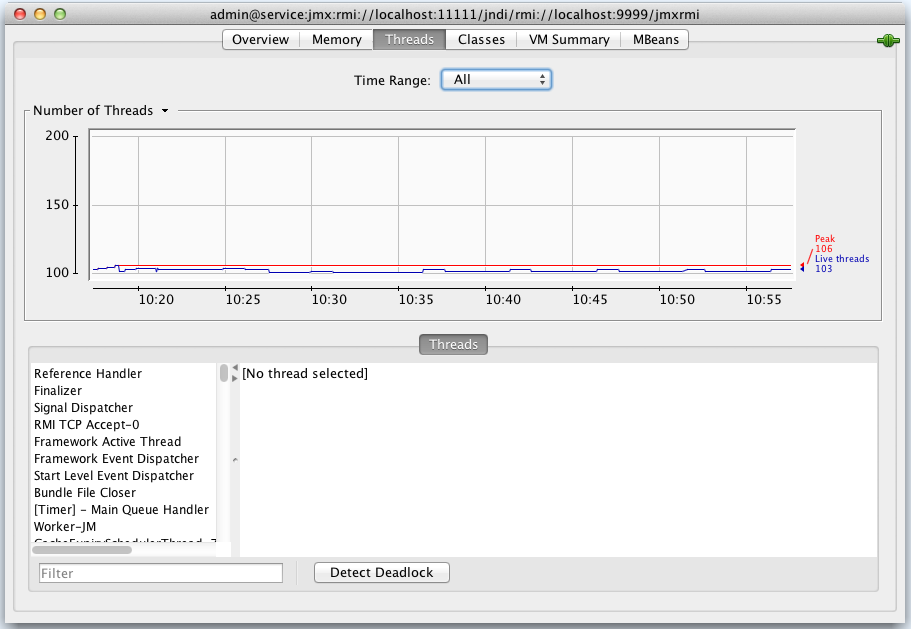 admin@service:jmx:rmi://localhost:11111/jndi/rmi://localhost:9999/jmxrmi
Overview Memory Threads Classes VM Summary MBeans
Time Range: All
Number of Threads
200
150
100
Peak
106
Live threads
103
10:20 10:25 10:30 10:35 10:40 10:45 10:50 10:55
Threads
Reference Handler
Finalizer
Signal Dispatcher
RMI TCP Accept-0
Framework Active Thread
Framework Event Dispatcher
Start Level Event Dispatcher
Bundle File Closer
[Timer] - Main Queue Handler
Worker-JM
[No thread selected]
Filter
Detect Deadlock